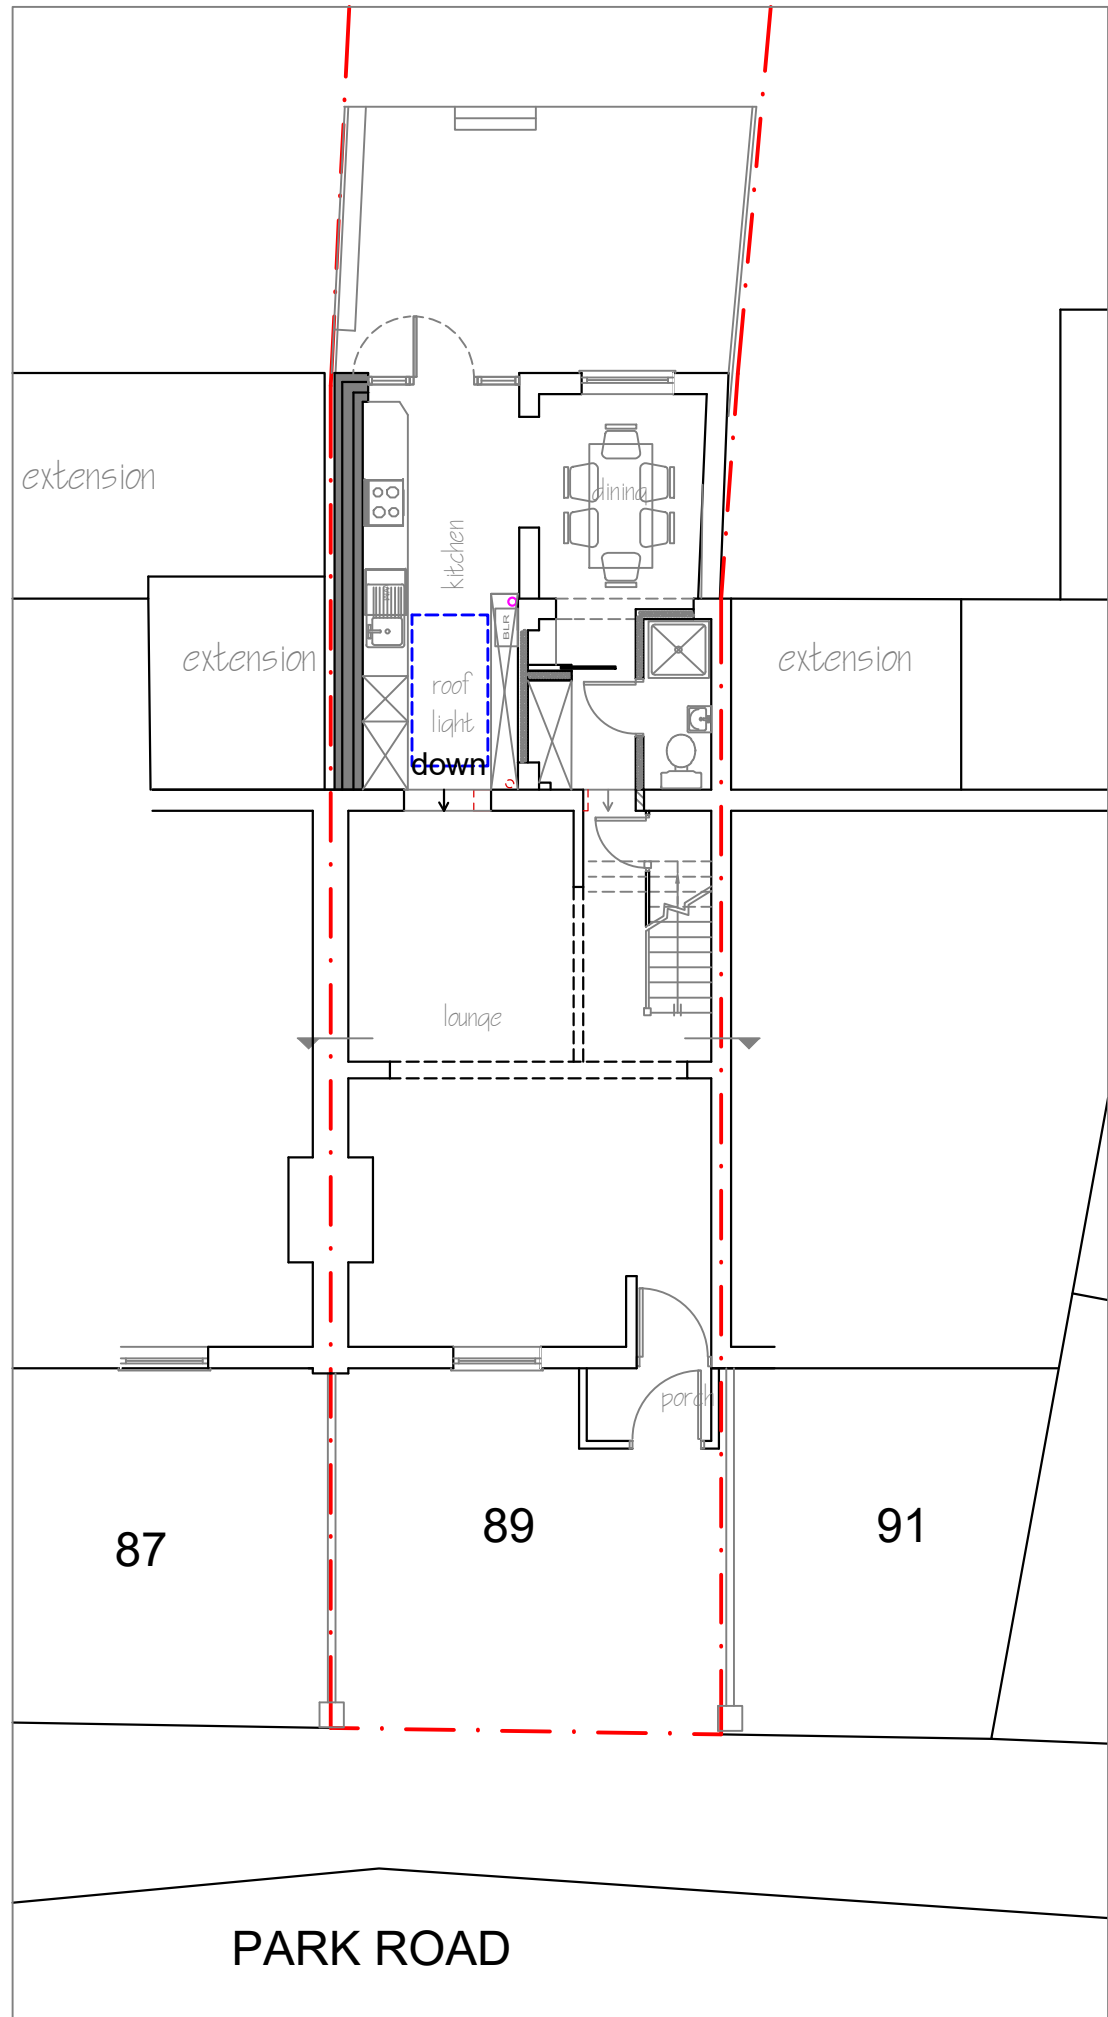 extension
dining
kitchen
BLR
extension
extension
roof
light
down
lounge
porch
87
89
91
PARK ROAD